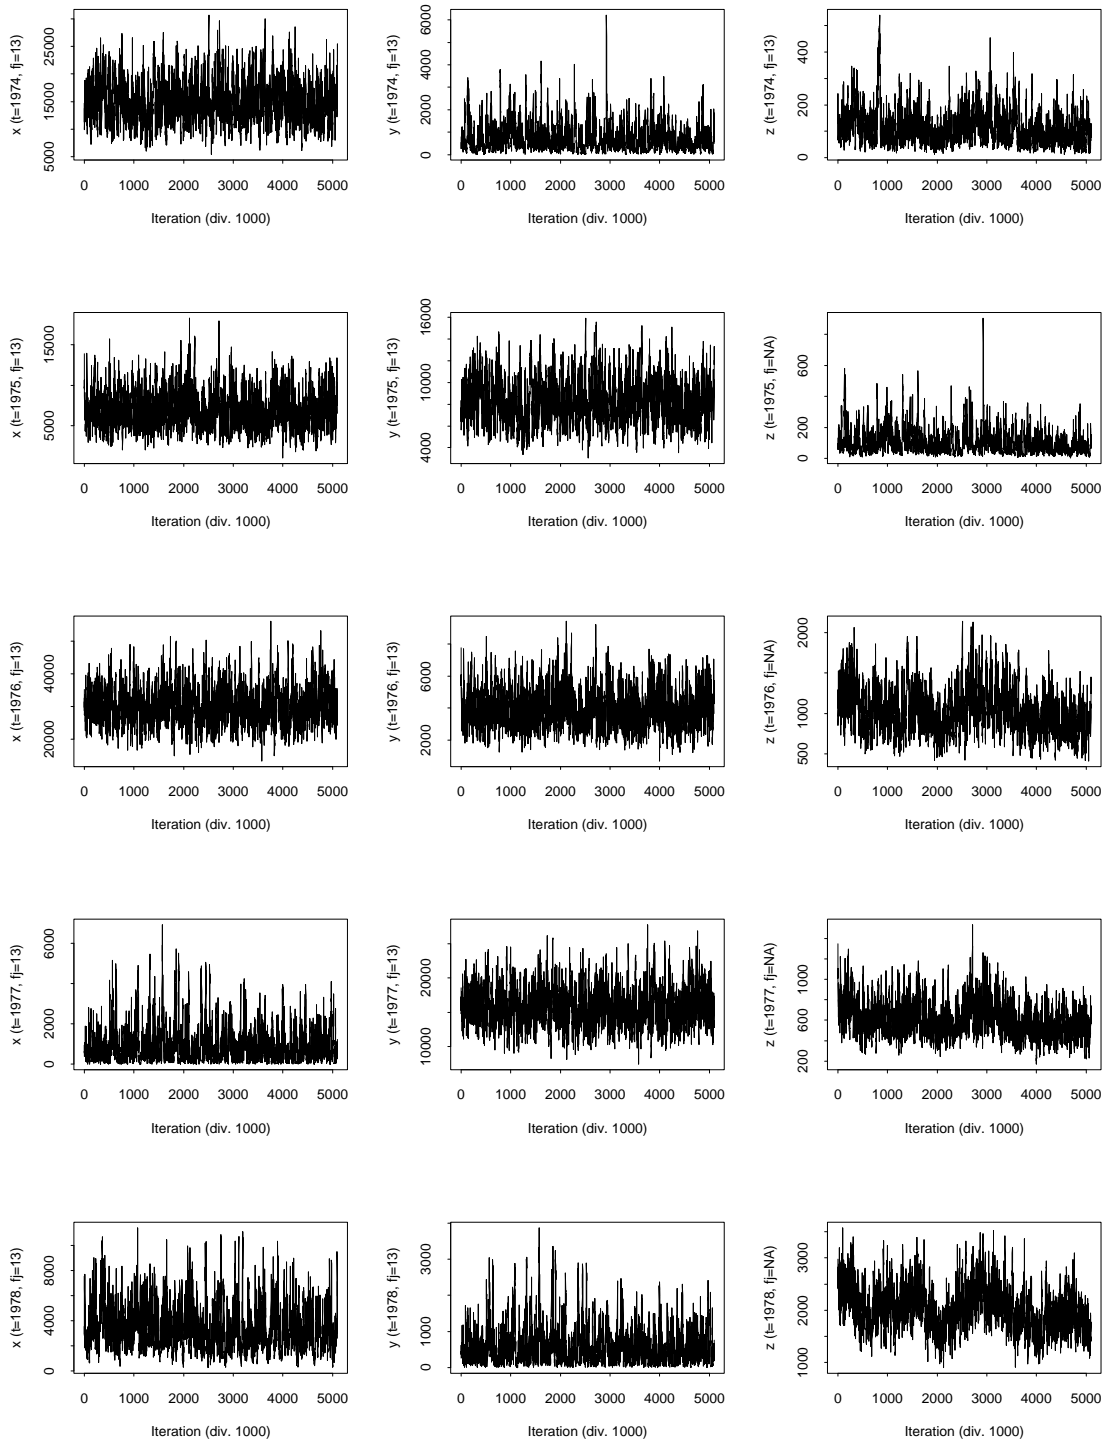 x (t=1974, fj=13)
5000 15000 25000
0 1000 2000 3000 4000 5000
Iteration (div. 1000)
y (t=1974, fj=13)
0 2000 4000 6000
0 1000 2000 3000 4000 5000
Iteration (div. 1000)
z (t=1974, fj=13)
0 200 400
0 1000 2000 3000 4000 5000
Iteration (div. 1000)
x (t=1975, fj=13)
5000 15000
0 1000 2000 3000 4000 5000
Iteration (div. 1000)
y (t=1975, fj=13)
4000 10000 16000
0 1000 2000 3000 4000 5000
Iteration (div. 1000)
z (t=1975, fj=NA)
0 200 600
0 1000 2000 3000 4000 5000
Iteration (div. 1000)
x (t=1976, fj=13)
20000 40000
0 1000 2000 3000 4000 5000
Iteration (div. 1000)
y (t=1976, fj=13)
2000 6000
0 1000 2000 3000 4000 5000
Iteration (div. 1000)
z (t=1976, fj=NA)
500 1000 2000
0 1000 2000 3000 4000 5000
Iteration (div. 1000)
x (t=1977, fj=13)
0 2000 6000
0 1000 2000 3000 4000 5000
Iteration (div. 1000)
y (t=1977, fj=13)
10000 20000
0 1000 2000 3000 4000 5000
Iteration (div. 1000)
z (t=1977, fj=NA)
200 600 1000
0 1000 2000 3000 4000 5000
Iteration (div. 1000)
x (t=1978, fj=13)
0 4000 8000
0 1000 2000 3000 4000 5000
Iteration (div. 1000)
y (t=1978, fj=13)
0 1000 3000
0 1000 2000 3000 4000 5000
Iteration (div. 1000)
z (t=1978, fj=NA)
1000 2000 3000
0 1000 2000 3000 4000 5000
Iteration (div. 1000)